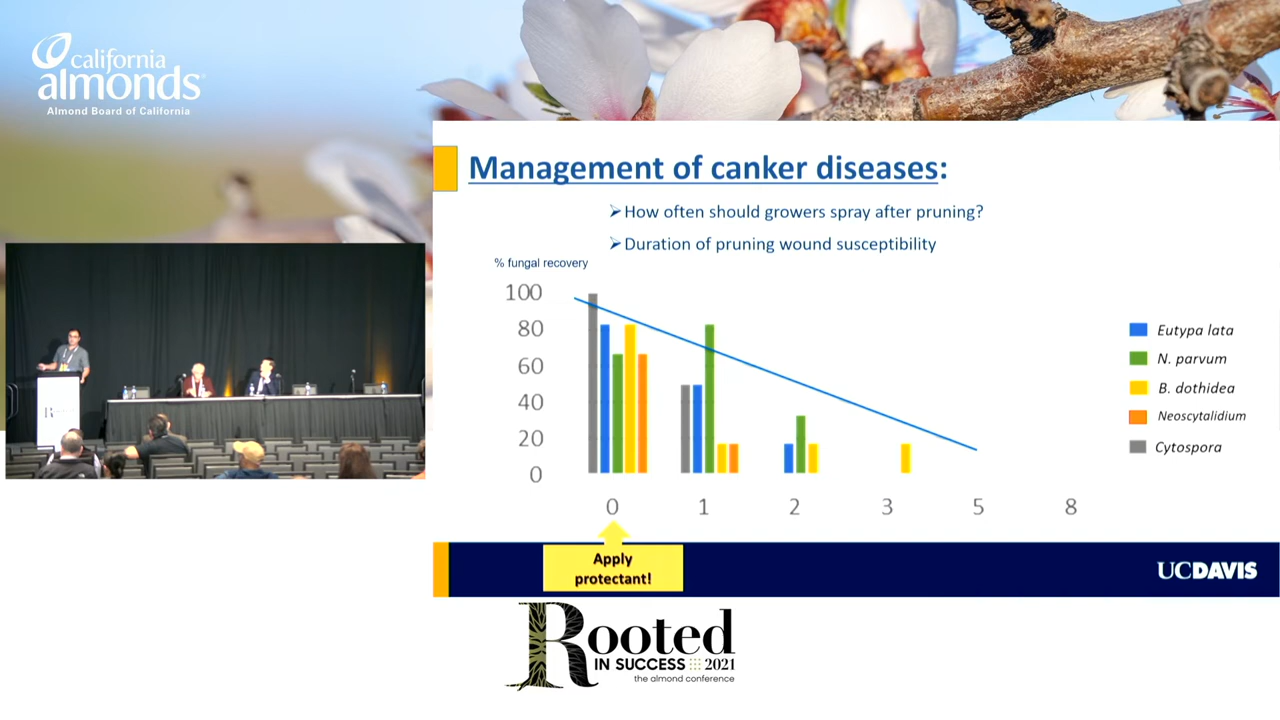 california
almonds
Almond Board of California
Management of canker diseases:
How often should growers spray after pruning?
Duration of pruning wound susceptibility
% fungal recovery
100
80
60
40
20
0
0 1 2 3 5 8
Eutypa lata
N. parvum
B. dothidea
Neoscytalidium
Cytospora
Apply
protectant!
UCDAVIS
Rooted
IN SUCCESS 2021
the almond conference